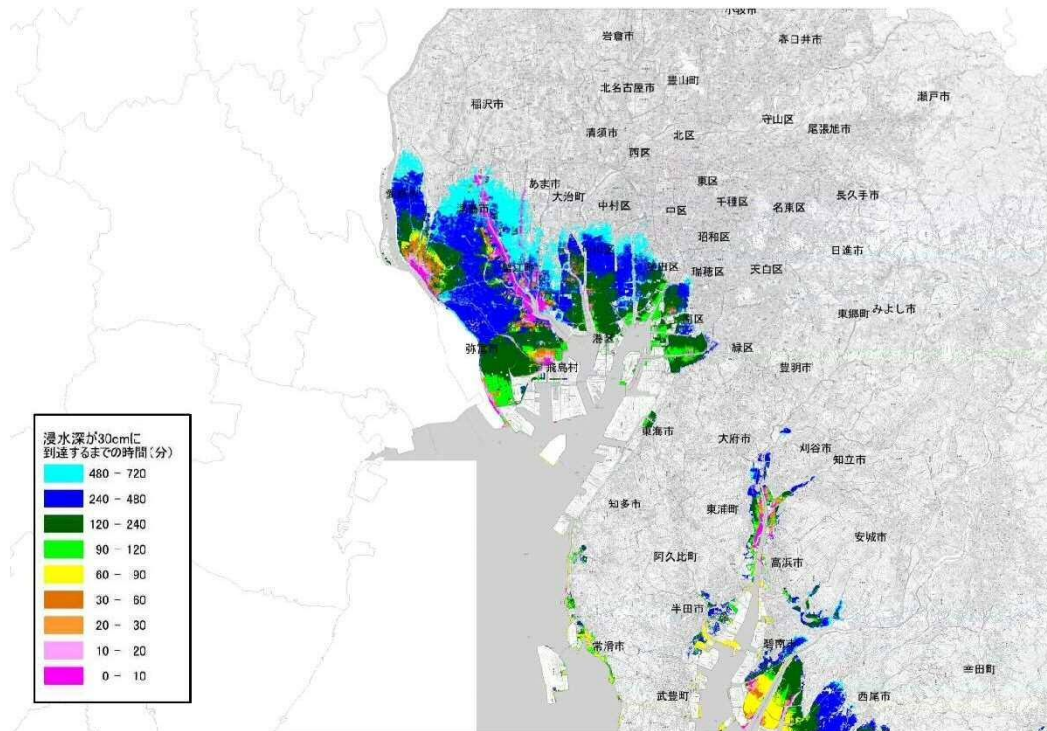 小牧市
岩倉市
春日井市
豊山町
北名古屋市
瀬戸市
稲沢市
守山区
尾張旭市
清須市
北区
西区
あま市
東区
大治町
長久手市
千種区
中村区
中区
名東区
昭和区
日進市
瑞穂区
天白区
東郷町
みよし市
港区
緑区
弥富市
飛島村
豊明市
東海市
大府市
刈谷市
知立市
知多市
東浦町
安城市
阿久比町
高浜市
半田市
常滑市
碧南市
幸田町
武豊町
西尾市
浸水深が30cmに
到達するまでの時間(分)
480 - 720
240 - 480
120 - 240
90 - 120
60 - 90
30 - 60
20 - 30
10 - 20
0 - 10